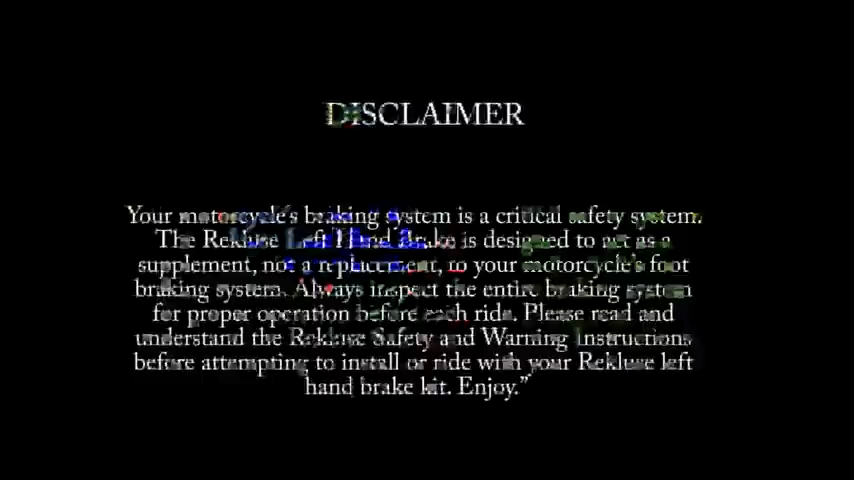 DISCLAIMER
Your motorcycle's braking system is a critical safety system.
The Rekluse Left Hand Brake is designed to act as a
supplement, not a replacement, to your motorcycle's foot
braking system. Always inspect the entire braking system
for proper operation before each ride. Please read and
understand the Rekluse Safety and Warning Instructions
before attempting to install or ride with your Rekluse left
hand brake kit. Enjoy.”